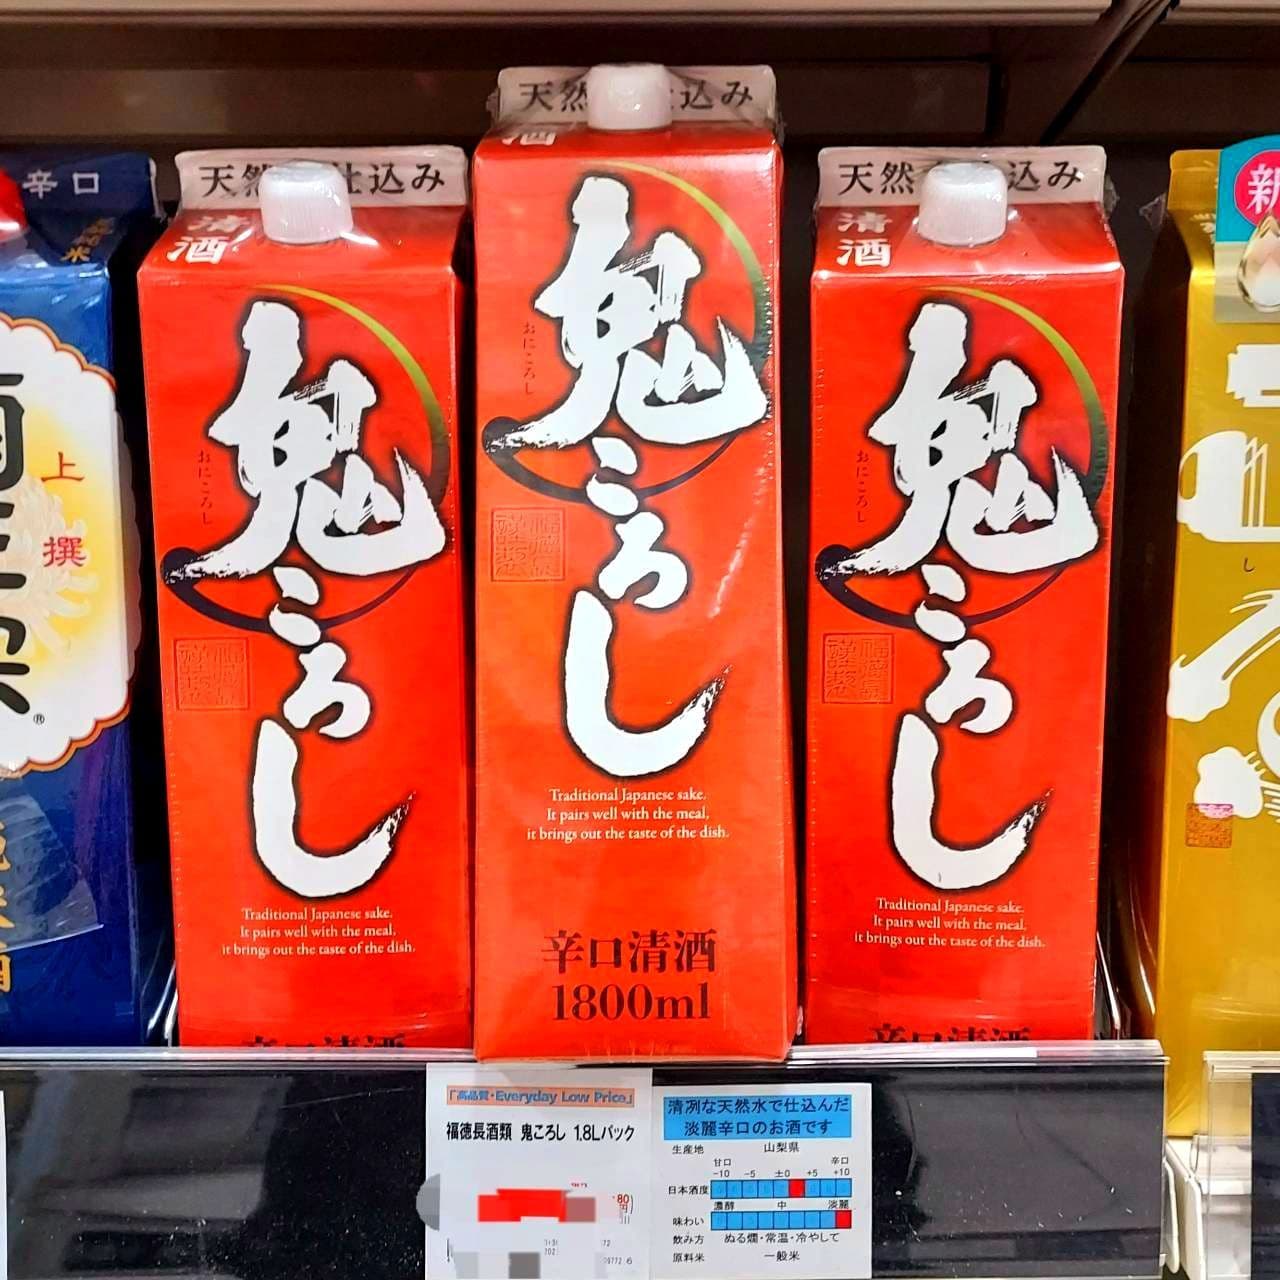 辛口
上
撰
®
天然
仕込み
清
酒
鬼ころし
おにころし
Traditional Japanese sake.
It pairs well with the meal,
it brings out the taste of the dish.
辛口清酒
天然
込み
酒
鬼ころし
おにころし
Traditional Japanese sake.
It pairs well with the meal,
it brings out the taste of the dish.
辛口清酒
1800ml
天然
込み
清
酒
鬼ころし
おにころし
Traditional Japanese sake.
It pairs well with the meal,
it brings out the taste of the dish.
辛口清酒
新
し
「高品質・Everyday Low Price」
福徳長酒類 鬼ころし 1.8Lパック
清冽な天然水で仕込んだ
淡麗辛口のお酒です
生産地 山梨県
甘口 辛口
-10 -5 ±0 +5 +10
日本酒度
濃醇 中 淡麗
味わい
飲み方 ぬる燗・常温・冷やして
原料米 一般米